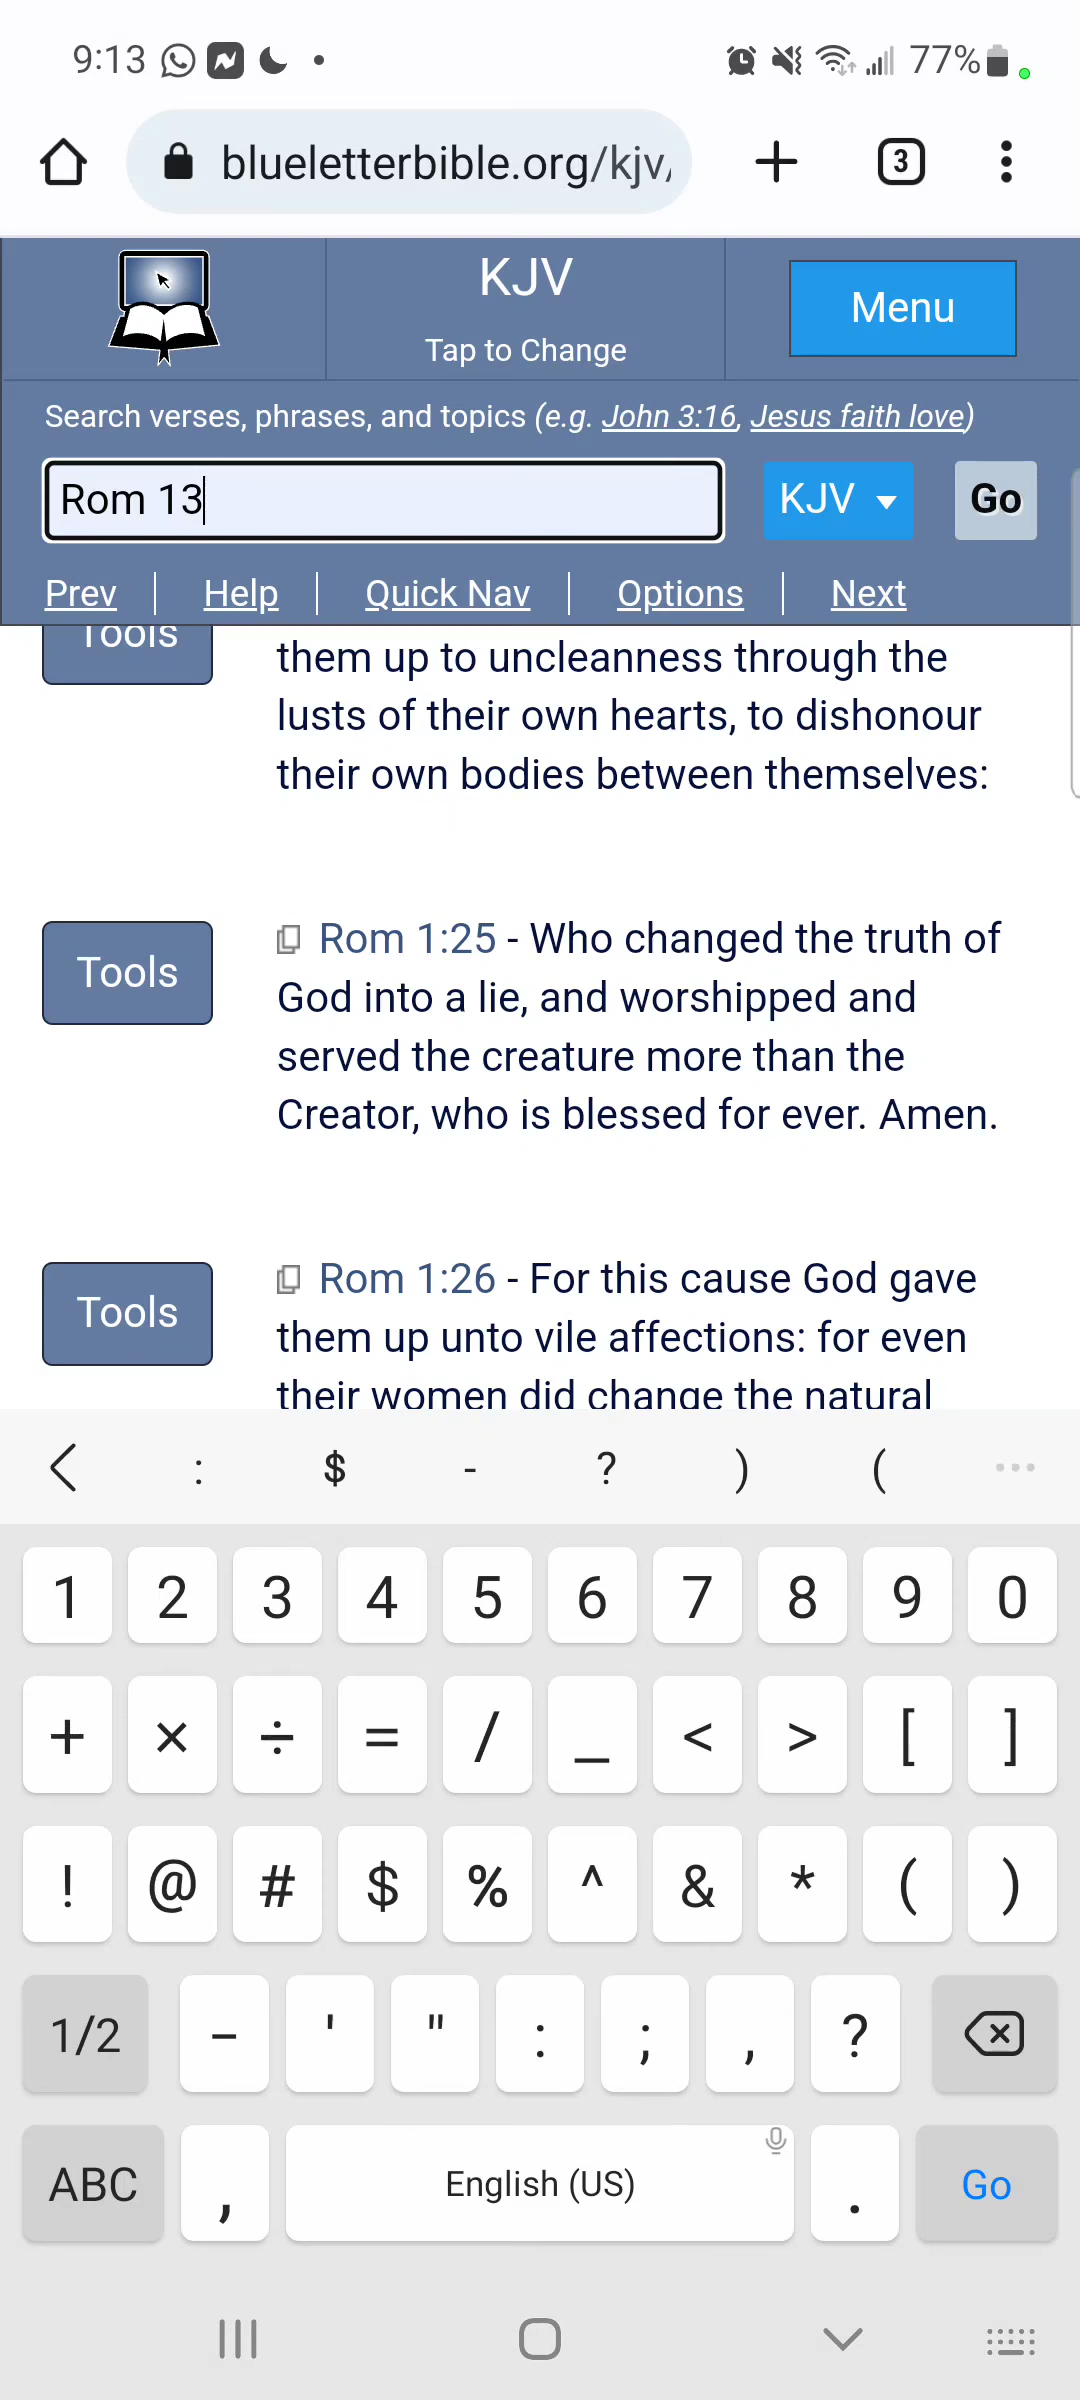 9:13 77%
blueletterbible.org/kjv/ 3
KJV
Tap to Change
Menu
Search verses, phrases, and topics (e.g. John 3:16, Jesus faith love)
Rom 13 KJV Go
Prev Help Quick Nav Options Next
Tools them up to uncleanness through the
lusts of their own hearts, to dishonour
their own bodies between themselves:
Tools Rom 1:25 - Who changed the truth of
God into a lie, and worshipped and
served the creature more than the
Creator, who is blessed for ever. Amen.
Tools Rom 1:26 - For this cause God gave
them up unto vile affections: for even
their women did change the natural
: $ - ? ) (
1 2 3 4 5 6 7 8 9 0
+ × ÷ = / _ < > [ ]
! @ # $ % ^ & * ( )
1/2 - ' " : ; , ?
ABC , English (US) . Go